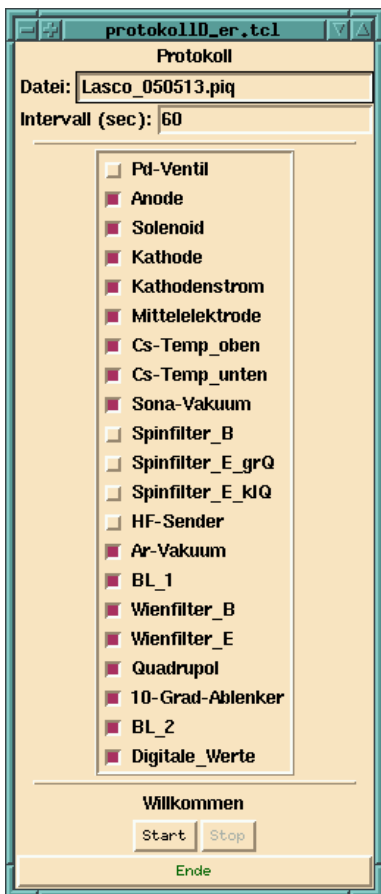 protokollD_er.tcl
Protokoll
Datei: Lasco_050513.piq
Intervall (sec): 60
Pd-Ventil
Anode
Solenoid
Kathode
Kathodenstrom
Mittelelektrode
Cs-Temp_oben
Cs-Temp_unten
Sona-Vakuum
Spinfilter_B
Spinfilter_E_grQ
Spinfilter_E_klQ
HF-Sender
Ar-Vakuum
BL_1
Wienfilter_B
Wienfilter_E
Quadrupol
10-Grad-Ablenker
BL_2
Digitale_Werte
Willkommen
Start Stop
Ende